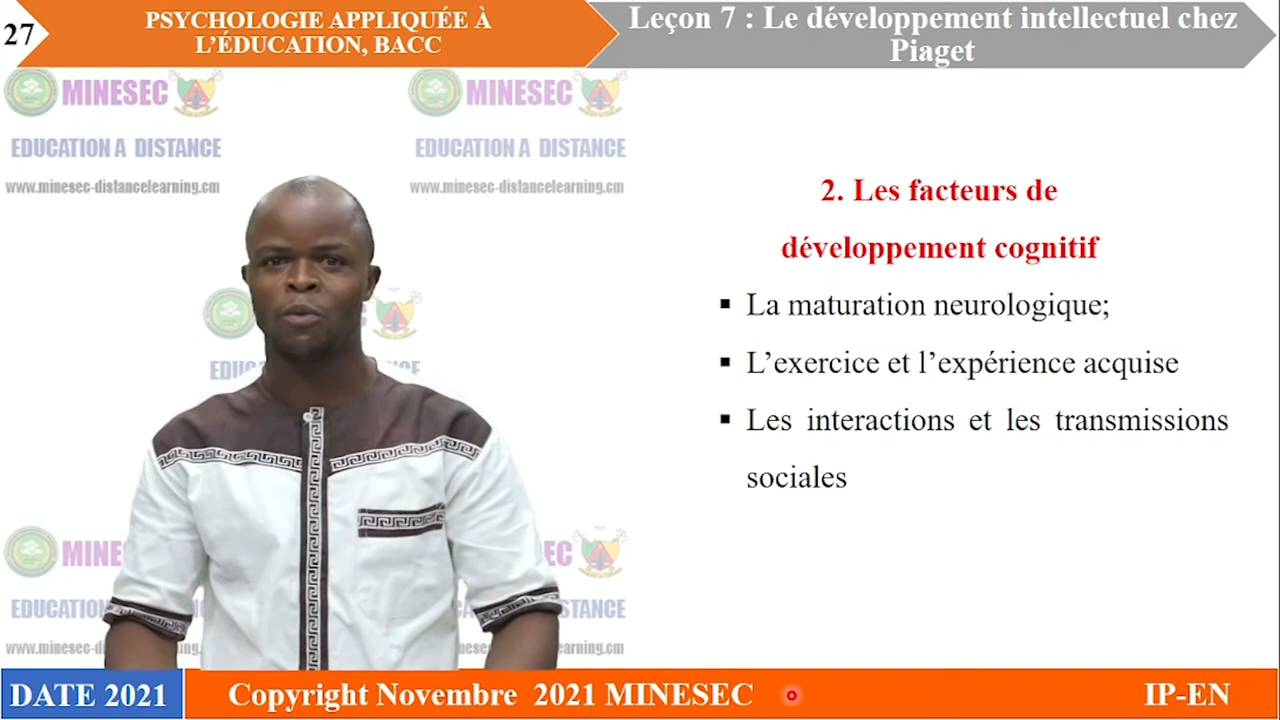 27
PSYCHOLOGIE APPLIQUÉE À
L'ÉDUCATION, BACC
Leçon 7 : Le développement intellectuel chez
Piaget
MINESEC
MINESEC
EDUCATION A DISTANCE
EDUCATION A DISTANCE
www.minesec-distancelearning.cm
www.minesec-distancelearning.cm
2. Les facteurs de
développement cognitif
▪ La maturation neurologique;
▪ L'exercice et l'expérience acquise
▪ Les interactions et les transmissions
sociales
DATE 2021
Copyright Novembre 2021 MINESEC
IP-EN